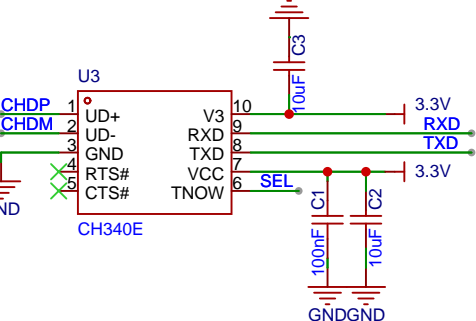 C3
10uF
U3
CHDP 1 UD+ V3 10 3.3V
CHDM 2 UD- RXD 9 RXD
3 GND TXD 8 TXD
4 RTS# VCC 7 3.3V
5 CTS# TNOW 6 SEL
ND
CH340E
C1
100nF
C2
10uF
GND GND